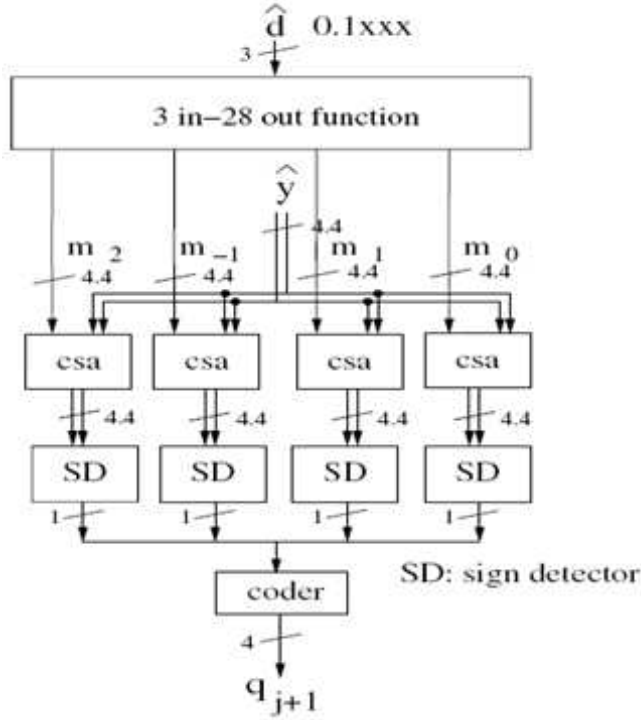 d̂ 0.1xxx
3
3 in−28 out function
ŷ
4.4
m 2 m −1 m 1 m 0
4.4 4.4 4.4 4.4
csa csa csa csa
4.4 4.4 4.4 4.4
SD SD SD SD
1 1 1 1
SD: sign detector
coder
4
q j+1